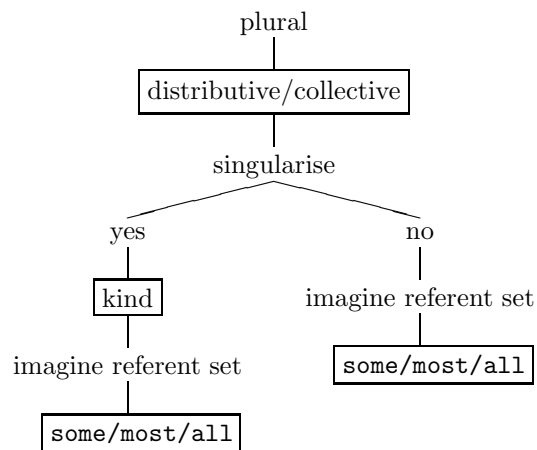 plural
distributive/collective
singularise
yes
no
kind
imagine referent set
imagine referent set
some/most/all
some/most/all